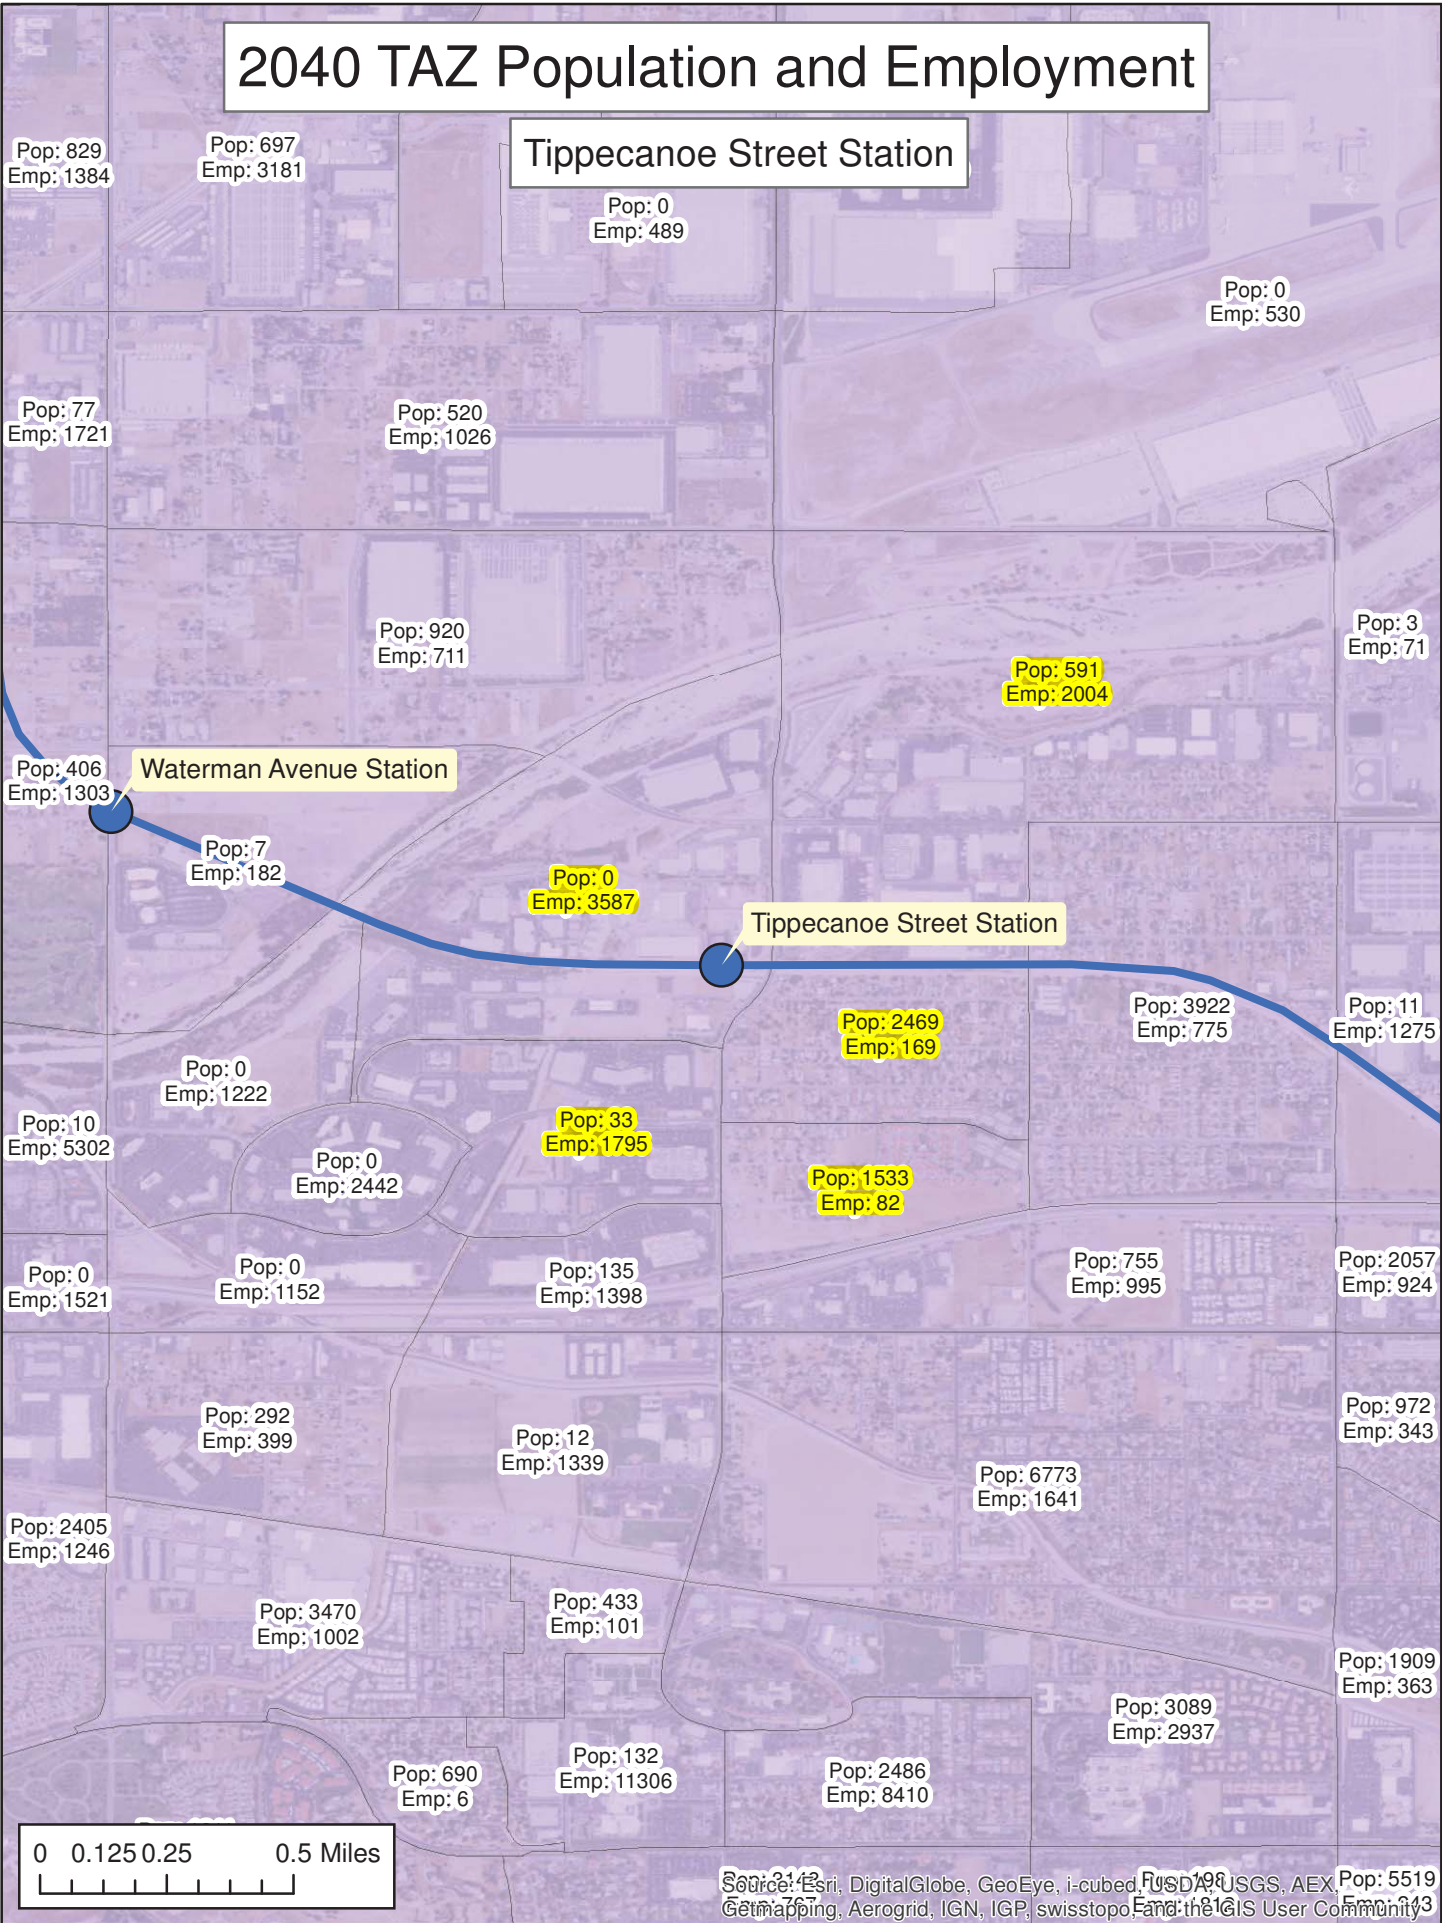 2040 TAZ Population and Employment
Tippecanoe Street Station
Pop: 829
Emp: 1384
Pop: 697
Emp: 3181
Pop: 0
Emp: 489
Pop: 0
Emp: 530
Pop: 77
Emp: 1721
Pop: 520
Emp: 1026
Pop: 920
Emp: 711
Pop: 3
Emp: 71
Pop: 591
Emp: 2004
Pop: 406
Emp: 1303
Waterman Avenue Station
Pop: 7
Emp: 182
Pop: 0
Emp: 3587
Tippecanoe Street Station
Pop: 2469
Emp: 169
Pop: 3922
Emp: 775
Pop: 11
Emp: 1275
Pop: 0
Emp: 1222
Pop: 10
Emp: 5302
Pop: 33
Emp: 1795
Pop: 0
Emp: 2442
Pop: 1533
Emp: 82
Pop: 0
Emp: 1521
Pop: 0
Emp: 1152
Pop: 135
Emp: 1398
Pop: 755
Emp: 995
Pop: 2057
Emp: 924
Pop: 292
Emp: 399
Pop: 12
Emp: 1339
Pop: 972
Emp: 343
Pop: 6773
Emp: 1641
Pop: 2405
Emp: 1246
Pop: 3470
Emp: 1002
Pop: 433
Emp: 101
Pop: 1909
Emp: 363
Pop: 3089
Emp: 2937
Pop: 690
Emp: 6
Pop: 132
Emp: 11306
Pop: 2486
Emp: 8410
0 0.125 0.25 0.5 Miles
Pop: 5519
Source: Esri, DigitalGlobe, GeoEye, i-cubed, USDA, USGS, AEX,
Getmapping, Aerogrid, IGN, IGP, swisstopo, and the GIS User Community